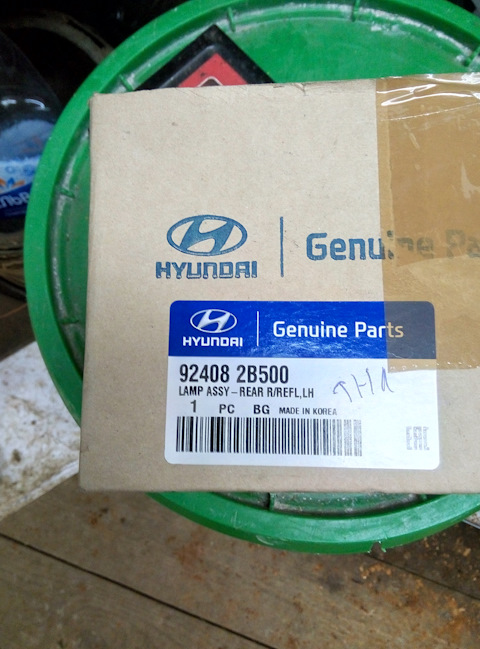 HYUNDAI
Genuine Pa
HYUNDAI
Genuine Parts
92408 2B500
LAMP ASSY-REAR R/REFL,LH
1 PC BG MADE IN KOREA
EAC